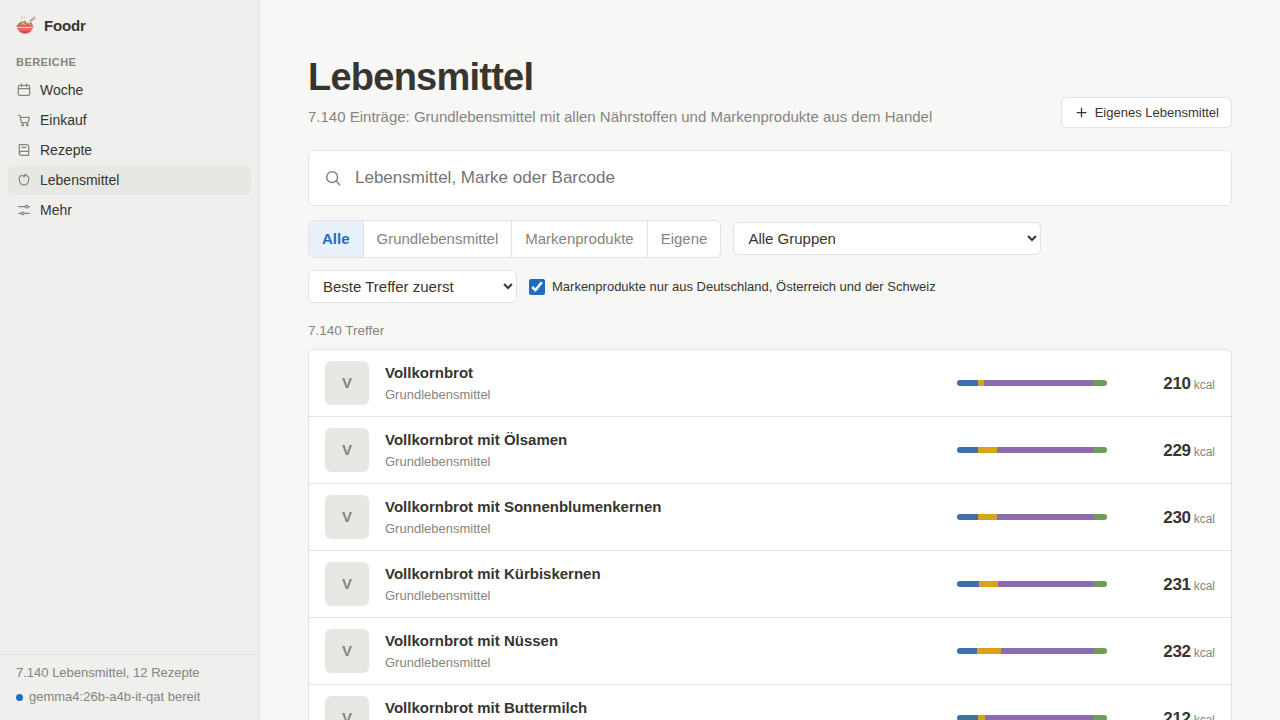 Foodr
BEREICHE
Woche
Einkauf
Rezepte
Lebensmittel
Mehr
7.140 Lebensmittel, 12 Rezepte
gemma4:26b-a4b-it-qat bereit
Lebensmittel
7.140 Einträge: Grundlebensmittel mit allen Nährstoffen und Markenprodukte aus dem Handel
Eigenes Lebensmittel
Lebensmittel, Marke oder Barcode
Alle Grundlebensmittel Markenprodukte Eigene Alle Gruppen
Beste Treffer zuerst Markenprodukte nur aus Deutschland, Österreich und der Schweiz
7.140 Treffer
V Vollkornbrot 210 kcal
Grundlebensmittel
V Vollkornbrot mit Ölsamen 229 kcal
Grundlebensmittel
V Vollkornbrot mit Sonnenblumenkernen 230 kcal
Grundlebensmittel
V Vollkornbrot mit Kürbiskernen 231 kcal
Grundlebensmittel
V Vollkornbrot mit Nüssen 232 kcal
Grundlebensmittel
V Vollkornbrot mit Buttermilch 212 kcal